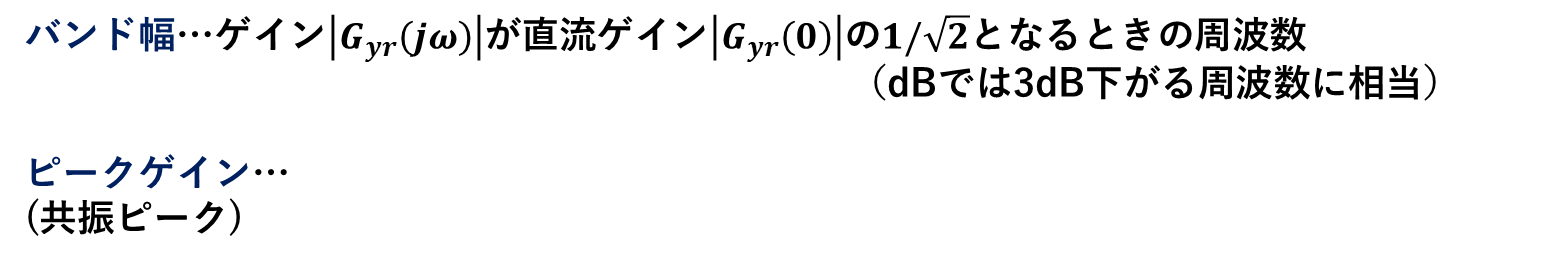 バンド幅⋯ゲイン|G_yr(jω)|が直流ゲイン|G_yr(0)|の1/√2となるときの周波数
（dBでは3dB下がる周波数に相当）
ピークゲイン⋯
(共振ピーク)